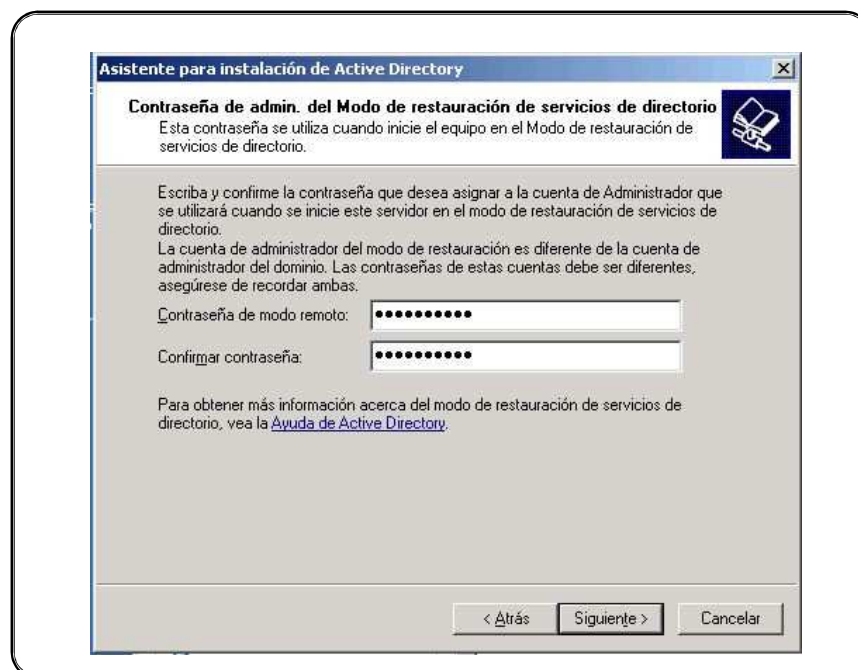 Asistente para instalación de Active Directory
Contraseña de admin. del Modo de restauración de servicios de directorio
Esta contraseña se utiliza cuando inicie el equipo en el Modo de restauración de
servicios de directorio.
Escriba y confirme la contraseña que desea asignar a la cuenta de Administrador que
se utilizará cuando se inicie este servidor en el modo de restauración de servicios de
directorio.
La cuenta de administrador del modo de restauración es diferente de la cuenta de
administrador del dominio. Las contraseñas de estas cuentas debe ser diferentes,
asegúrese de recordar ambas.
Contraseña de modo remoto: ●●●●●●●●●●
Confirmar contraseña: ●●●●●●●●●●
Para obtener más información acerca del modo de restauración de servicios de
directorio, vea la Ayuda de Active Directory.
< Atrás Siguiente > Cancelar